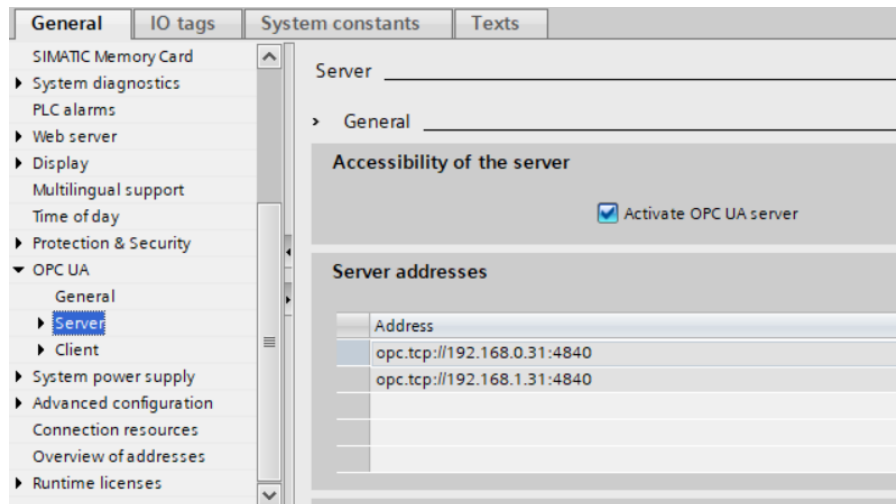 General IO tags System constants Texts
SIMATIC Memory Card
System diagnostics
PLC alarms
Web server
Display
Multilingual support
Time of day
Protection & Security
OPC UA
General
Server
Client
System power supply
Advanced configuration
Connection resources
Overview of addresses
Runtime licenses
Server
General
Accessibility of the server
Activate OPC UA server
Server addresses
Address
opc.tcp://192.168.0.31:4840
opc.tcp://192.168.1.31:4840